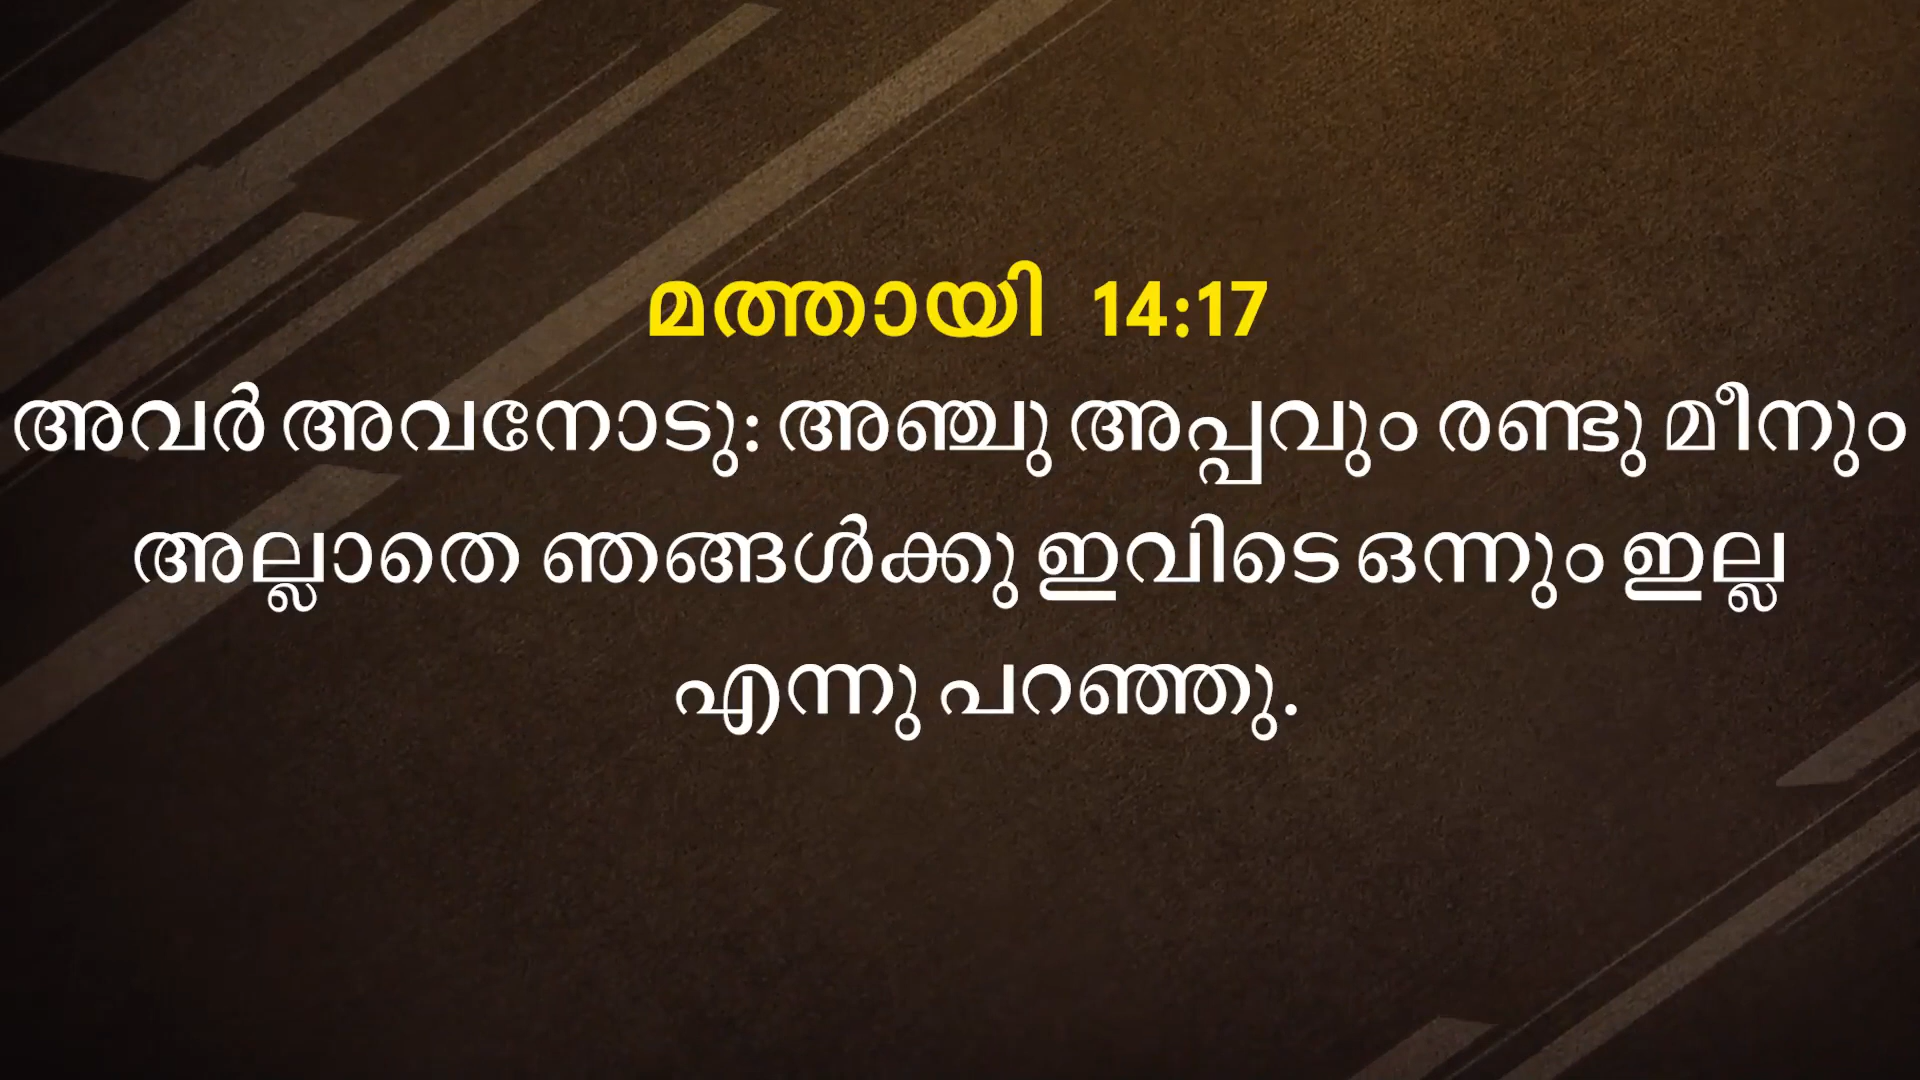 മത്തായി 14:17
അവർ അവനോടു: അഞ്ചു അപ്പവും രണ്ടു മീനും
അല്ലാതെ ഞങ്ങൾക്കു ഇവിടെ ഒന്നും ഇല്ല
എന്നു പറഞ്ഞു.